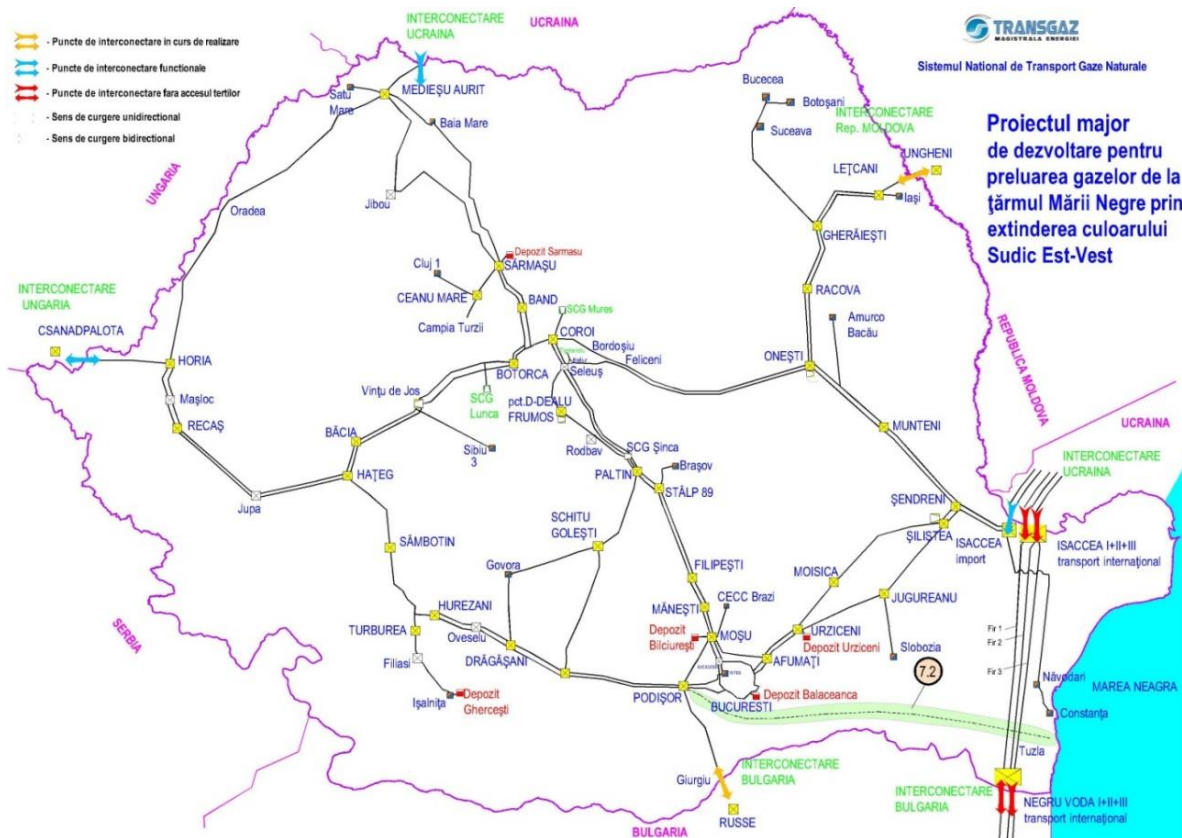 INTERCONECTARE
UCRAINA
UCRAINA
TRANSGAZ
MAGISTRALA ENERGIEI
Sistemul National de Transport Gaze Naturale
- Puncte de interconectare in curs de realizare
- Puncte de interconectare functionale
- Puncte de interconectare fara accesul tertilor
- Sens de curgere unidirectional
- Sens de curgere bidirectional
Proiectul major
de dezvoltare pentru
preluarea gazelor de la
ţărmul Mării Negre prin
extinderea culoarului
Sudic Est-Vest
MEDIEŞU AURIT
Satu
Mare
Baia Mare
Bucecea
Botoşani
Suceava
INTERCONECTARE
Rep. MOLDOVA
UNGHENI
LEŢCANI
Iaşi
UNGARIA
Oradea
Jibou
GHERĂIEŞTI
Depozit Sarmasu
SĂRMAŞU
Cluj 1
CEANU MARE
Campia Turzii
BAND
SCG Mures
COROI
Bordoşiu
Feliceni
Seleuş
BOTORCA
RACOVA
Amurco
Bacău
ONEŞTI
REPUBLICA MOLDOVA
INTERCONECTARE
UNGARIA
CSANADPALOTA
HORIA
Maşloc
RECAŞ
Vinţu de Jos
SCG
Lunca
pct.D-DEALU
FRUMOS
BĂCIA
Sibiu
3
Rodbav
SCG Şinca
MUNTENI
UCRAINA
INTERCONECTARE
UCRAINA
HAŢEG
Jupa
PALTIN
Braşov
STÂLP 89
ŞENDRENI
ŞILIŞTEA
ISACCEA
import
ISACCEA I+II+III
transport internaţional
SÂMBOTIN
SCHITU
GOLEŞTI
Govora
FILIPEŞTI
MOISICA
JUGUREANU
SERBIA
HUREZANI
Oveselu
TURBUREA
MĂNEŞTI
CECC Brazi
Depozit
Bilciureşti
MOŞU
URZICENI
Depozit Urziceni
Slobozia
Fir 1
Fir 2
Fir 3
Filiasi
DRĂGĂŞANI
AFUMAŢI
7.2
Năvodari
MAREA NEAGRA
Işalniţa
Depozit
Gherceşti
PODIŞOR
BUCURESTI
Depozit Balaceanca
Constanţa
Tuzla
Giurgiu
INTERCONECTARE
BULGARIA
RUSSE
BULGARIA
INTERCONECTARE
BULGARIA
NEGRU VODA I+II+III
transport internaţional